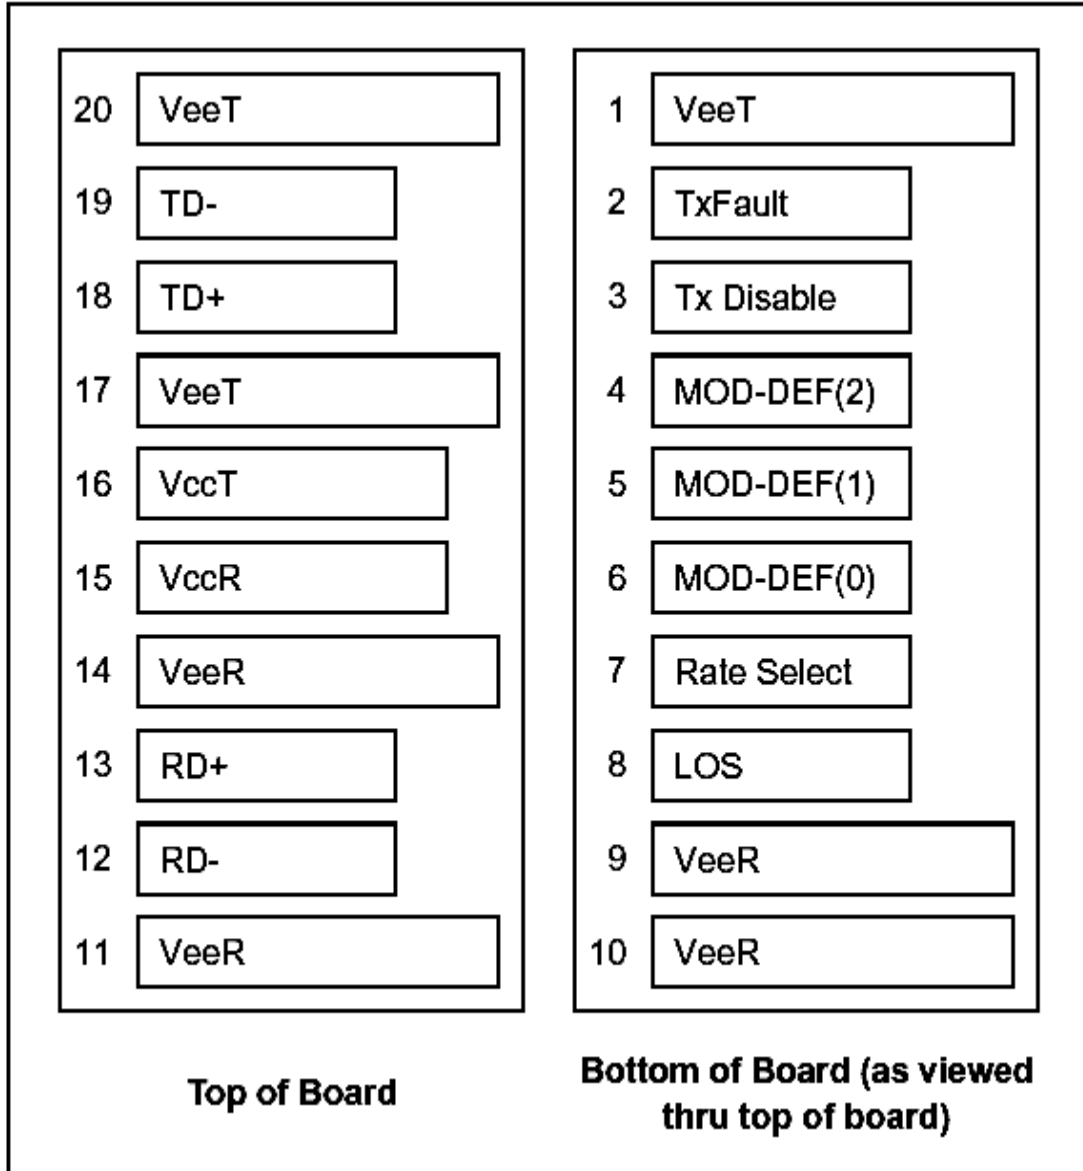 20 VeeT
19 TD-
18 TD+
17 VeeT
16 VccT
15 VccR
14 VeeR
13 RD+
12 RD-
11 VeeR
Top of Board
1 VeeT
2 TxFault
3 Tx Disable
4 MOD-DEF(2)
5 MOD-DEF(1)
6 MOD-DEF(0)
7 Rate Select
8 LOS
9 VeeR
10 VeeR
Bottom of Board (as viewed
thru top of board)